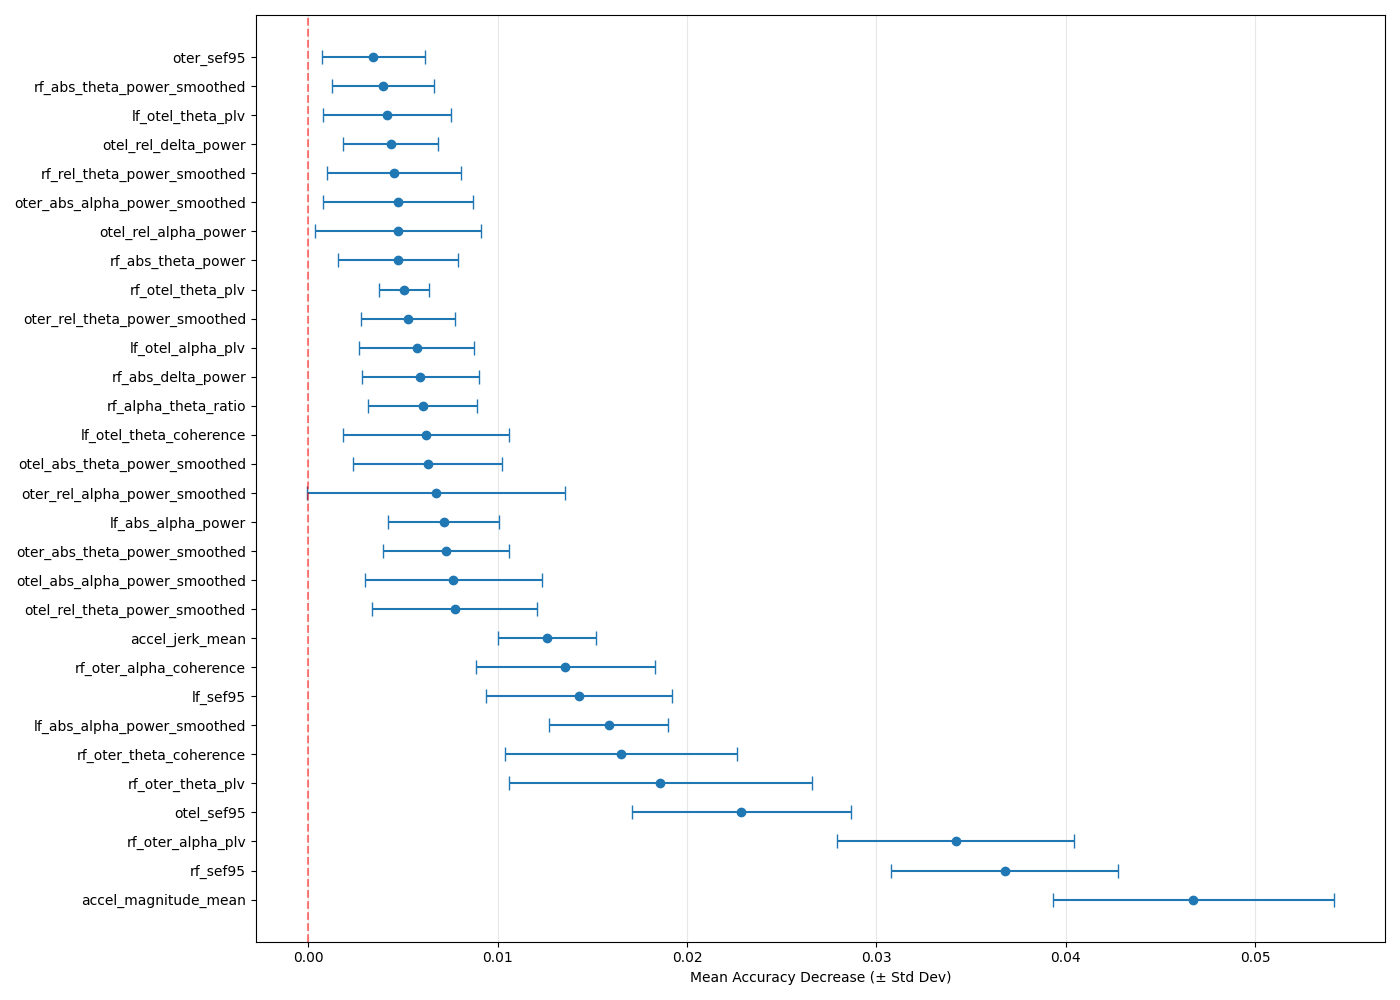 oter_sef95
rf_abs_theta_power_smoothed
lf_otel_theta_plv
otel_rel_delta_power
rf_rel_theta_power_smoothed
oter_abs_alpha_power_smoothed
otel_rel_alpha_power
rf_abs_theta_power
rf_otel_theta_plv
oter_rel_theta_power_smoothed
lf_otel_alpha_plv
rf_abs_delta_power
rf_alpha_theta_ratio
lf_otel_theta_coherence
otel_abs_theta_power_smoothed
oter_rel_alpha_power_smoothed
lf_abs_alpha_power
oter_abs_theta_power_smoothed
otel_abs_alpha_power_smoothed
otel_rel_theta_power_smoothed
accel_jerk_mean
rf_oter_alpha_coherence
lf_sef95
lf_abs_alpha_power_smoothed
rf_oter_theta_coherence
rf_oter_theta_plv
otel_sef95
rf_oter_alpha_plv
rf_sef95
accel_magnitude_mean
0.00 0.01 0.02 0.03 0.04 0.05
Mean Accuracy Decrease (± Std Dev)